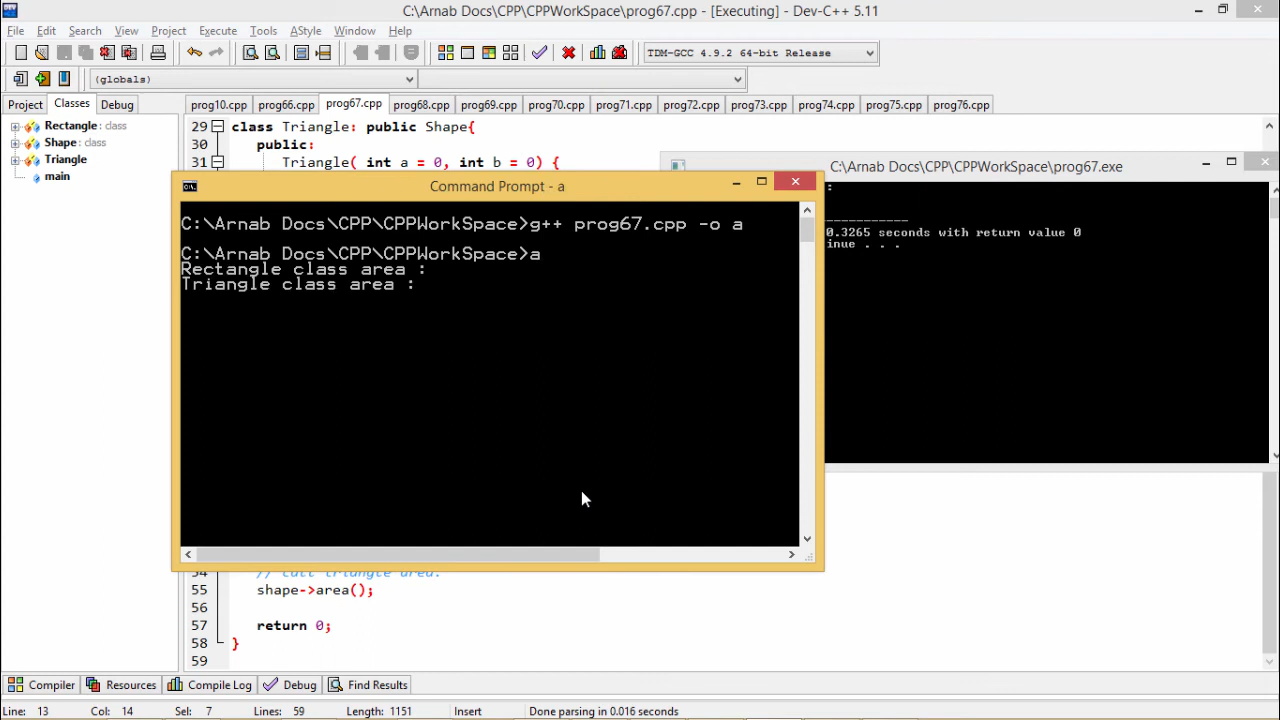 C:\Arnab Docs\CPP\CPPWorkSpace\prog67.cpp - [Executing] - Dev-C++ 5.11
File Edit Search View Project Execute Tools AStyle Window Help
TDM-GCC 4.9.2 64-bit Release
(globals)
Project Classes Debug
prog10.cpp prog66.cpp prog67.cpp prog68.cpp prog69.cpp prog70.cpp prog71.cpp prog72.cpp prog73.cpp prog74.cpp prog75.cpp prog76.cpp
Rectangle : class
Shape : class
Triangle
main
29 class Triangle: public Shape{
30 public:
31 Triangle( int a = 0, int b = 0) {
C:\Arnab Docs\CPP\CPPWorkSpace\prog67.exe
:
-----------
0.3265 seconds with return value 0
inue . . .
Command Prompt - a
C:\Arnab Docs\CPP\CPPWorkSpace>g++ prog67.cpp -o a
C:\Arnab Docs\CPP\CPPWorkSpace>a
Rectangle class area :
Triangle class area :
54 // call triangle area.
55 shape->area();
56
57 return 0;
58 }
59
Compiler Resources Compile Log Debug Find Results
Line: 13 Col: 14 Sel: 7 Lines: 59 Length: 1151 Insert Done parsing in 0.016 seconds